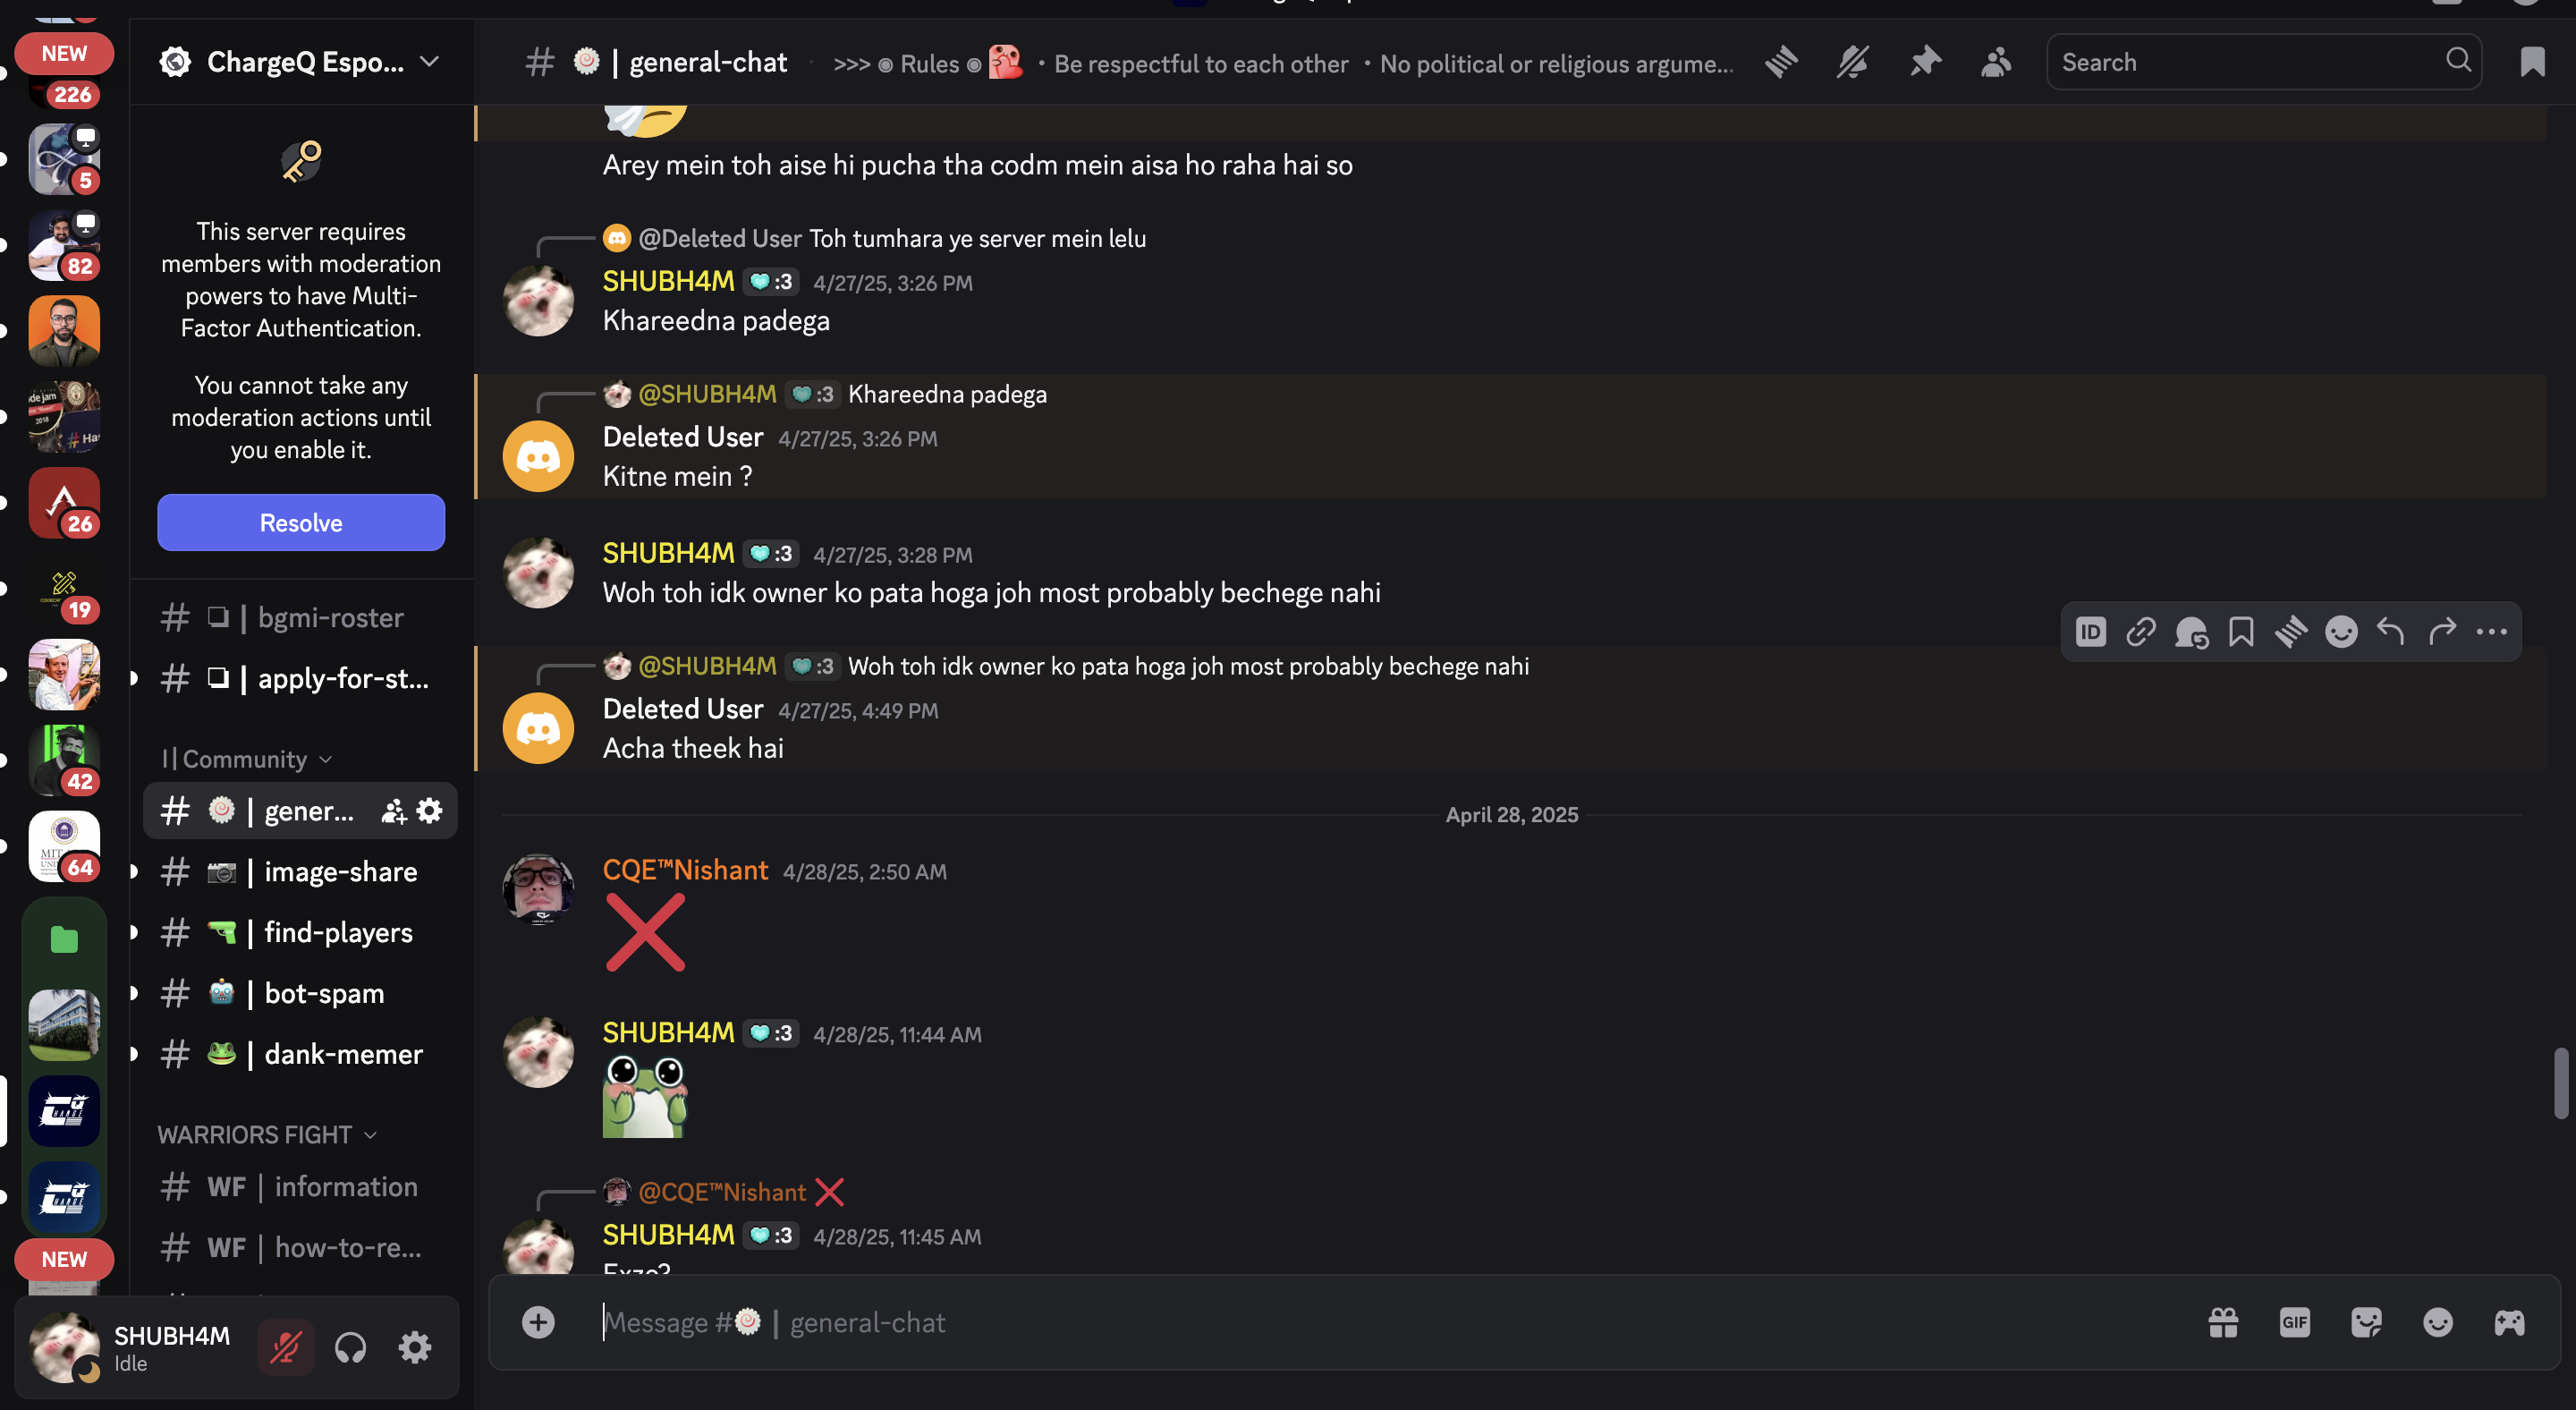 NEW
226
5
82
26
19
42
64
NEW
ChargeQ Espo...
This server requires
members with moderation
powers to have Multi-
Factor Authentication.
You cannot take any
moderation actions until
you enable it.
Resolve
# ❏ | bgmi-roster
# ❏ | apply-for-st...
|| Community
# 🍥 | gener...
# 📷 | image-share
# 🔫 | find-players
# 🤖 | bot-spam
# 🐸 | dank-memer
WARRIORS FIGHT
# WF | information
# WF | how-to-re...
SHUBH4M
Idle
# 🍥 | general-chat >>> ◉ Rules ◉ • Be respectful to each other • No political or religious argume...
Search
Arey mein toh aise hi pucha tha codm mein aisa ho raha hai so
@Deleted User Toh tumhara ye server mein lelu
SHUBH4M :3 4/27/25, 3:26 PM
Khareedna padega
@SHUBH4M :3 Khareedna padega
Deleted User 4/27/25, 3:26 PM
Kitne mein ?
SHUBH4M :3 4/27/25, 3:28 PM
Woh toh idk owner ko pata hoga joh most probably bechege nahi
ID
@SHUBH4M :3 Woh toh idk owner ko pata hoga joh most probably bechege nahi
Deleted User 4/27/25, 4:49 PM
Acha theek hai
April 28, 2025
CQE™Nishant 4/28/25, 2:50 AM
❌
SHUBH4M :3 4/28/25, 11:44 AM
@CQE™Nishant ❌
SHUBH4M :3 4/28/25, 11:45 AM
Message #🍥 | general-chat
GIF